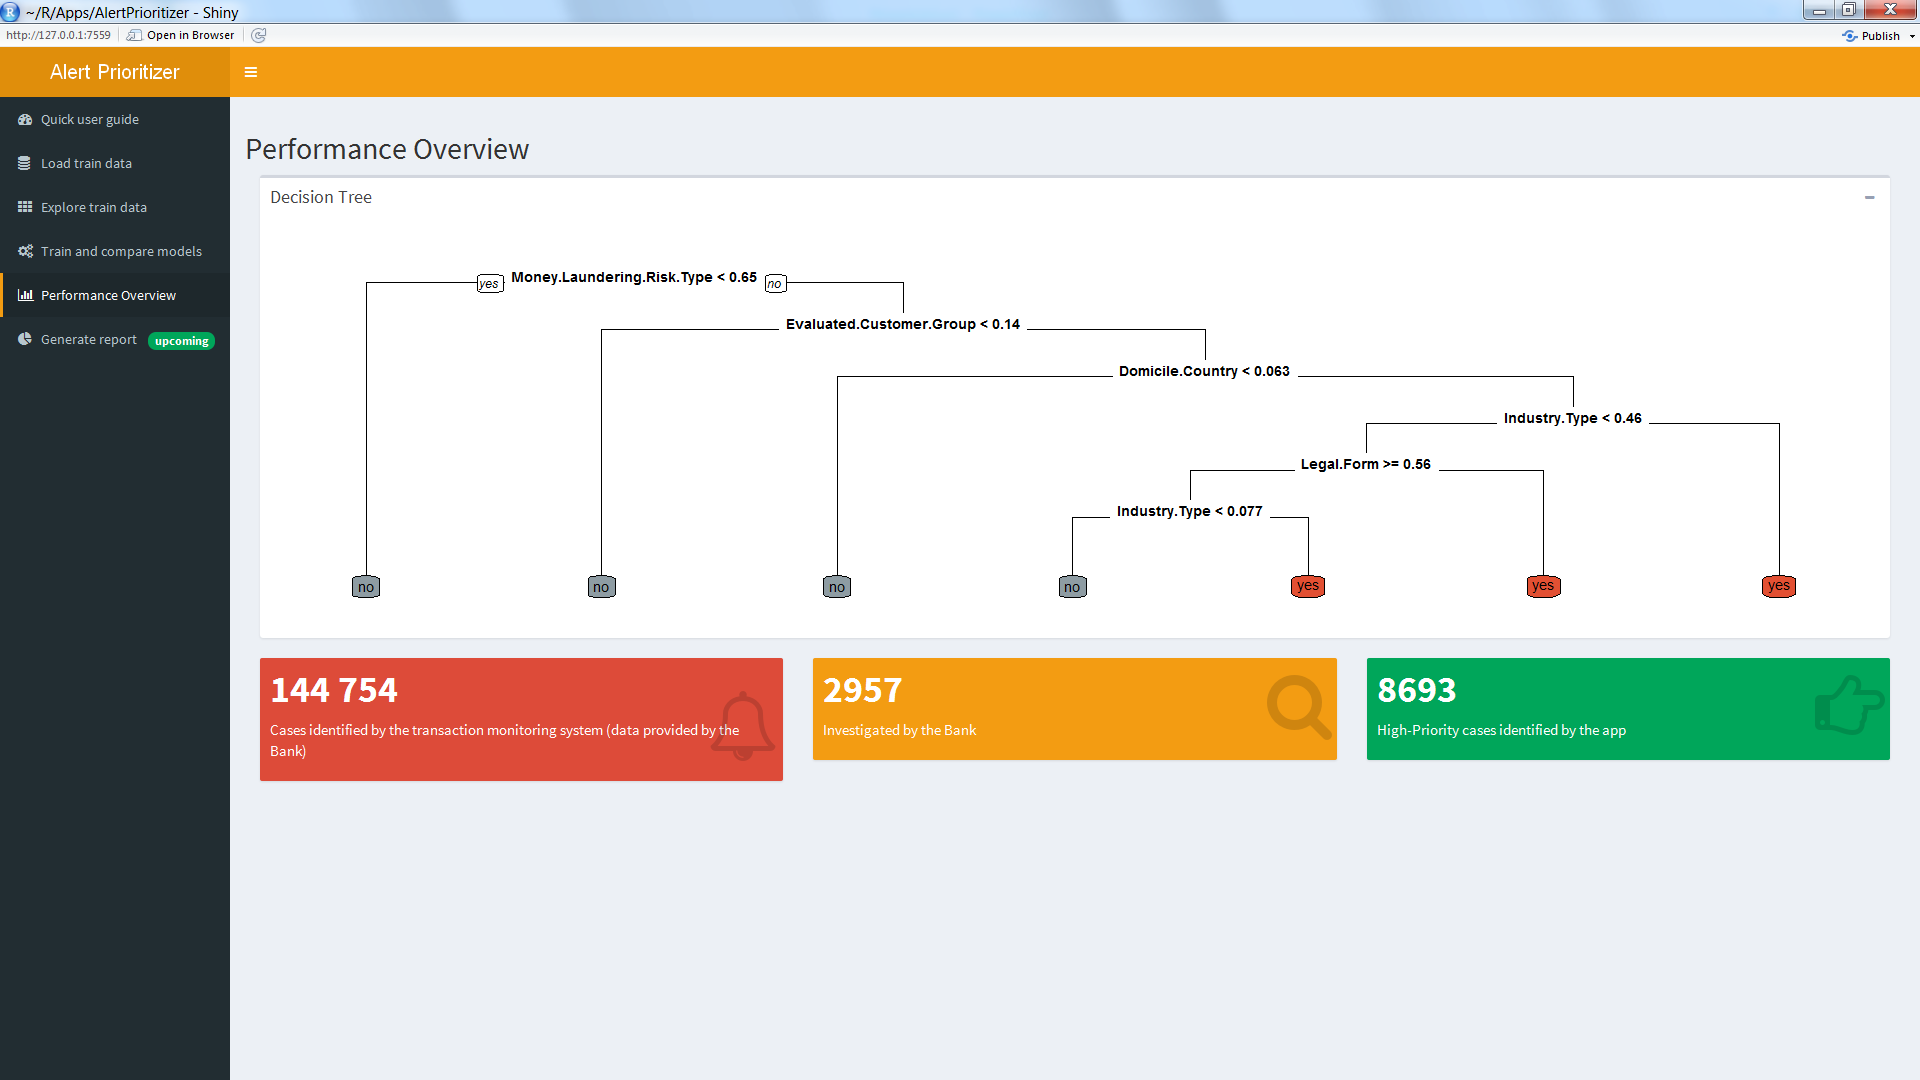 ~/R/Apps/AlertPrioritizer - Shiny
http://127.0.0.1:7559
Open in Browser
Publish
Alert Prioritizer
Quick user guide
Load train data
Explore train data
Train and compare models
Performance Overview
Generate report upcoming
Performance Overview
Decision Tree
yes Money.Laundering.Risk.Type < 0.65 no
Evaluated.Customer.Group < 0.14
Domicile.Country < 0.063
Industry.Type < 0.46
Legal.Form >= 0.56
Industry.Type < 0.077
no no no no yes yes yes
144 754
Cases identified by the transaction monitoring system (data provided by the
Bank)
2957
Investigated by the Bank
8693
High-Priority cases identified by the app